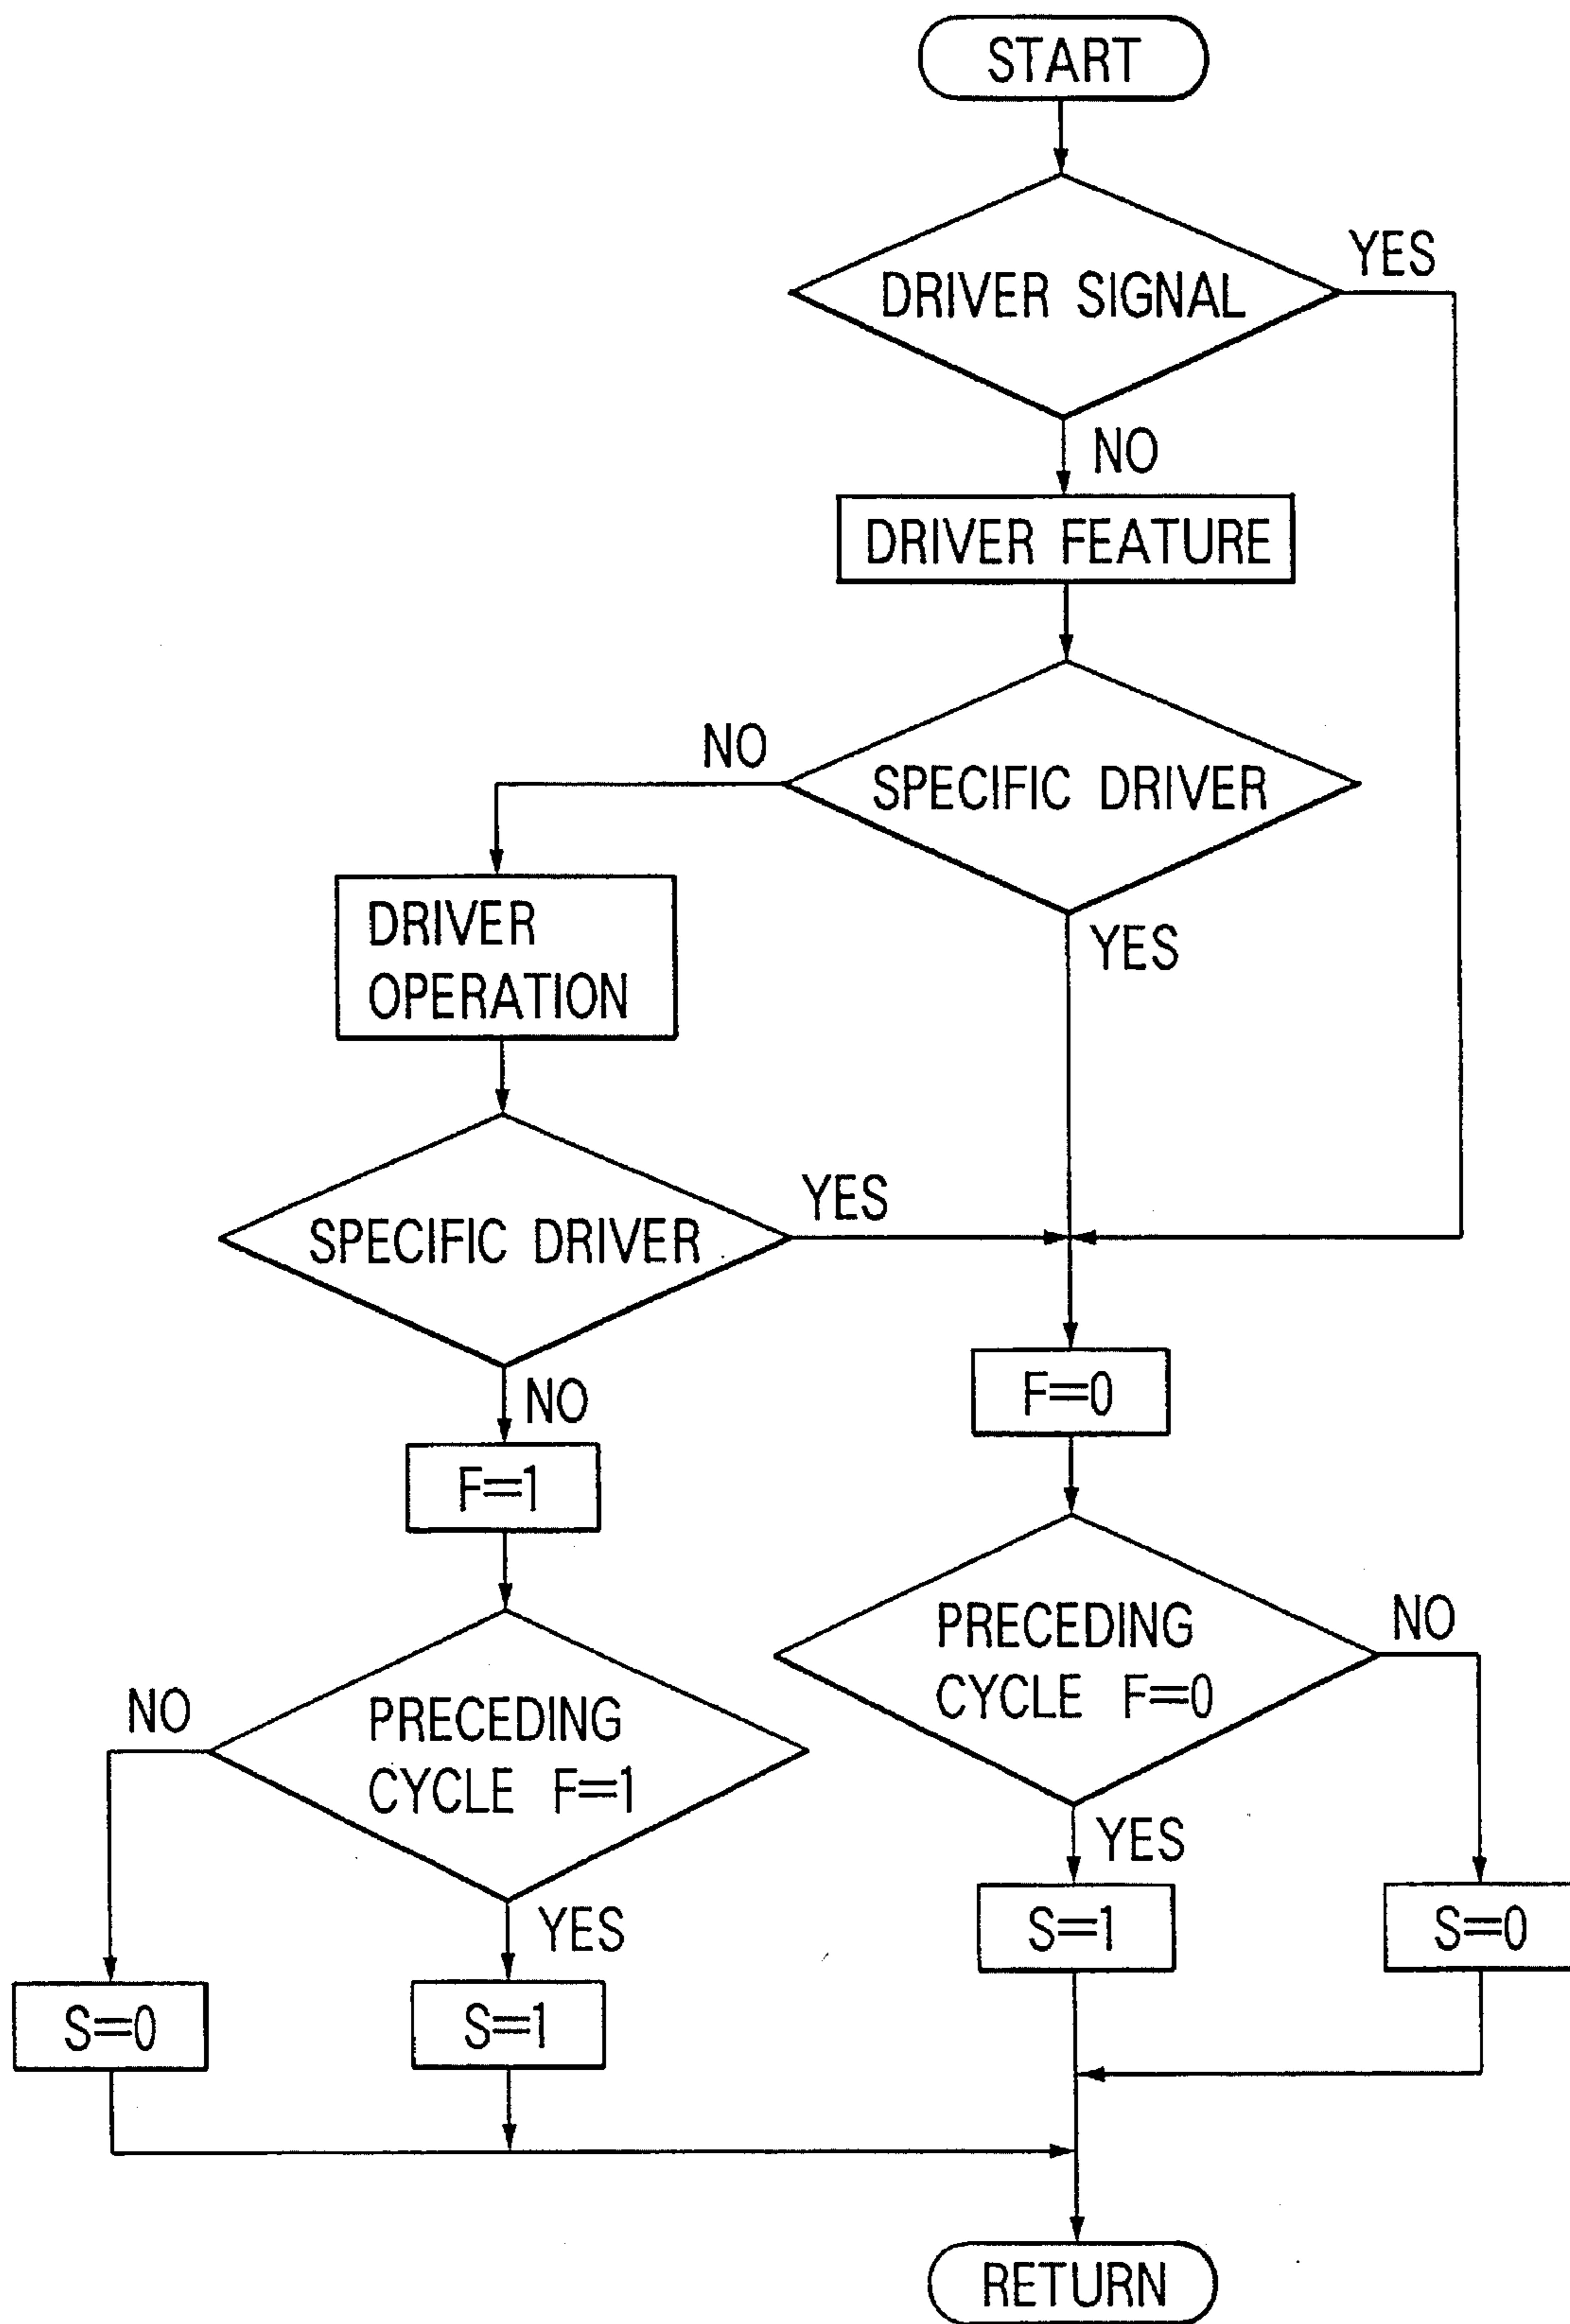 START
DRIVER SIGNAL
YES
NO
DRIVER FEATURE
NO
SPECIFIC DRIVER
YES
DRIVER
OPERATION
SPECIFIC DRIVER
YES
NO
F=0
F=1
PRECEDING
CYCLE F=0
NO
YES
NO
PRECEDING
CYCLE F=1
YES
S=1
S=0
S=0
S=1
RETURN